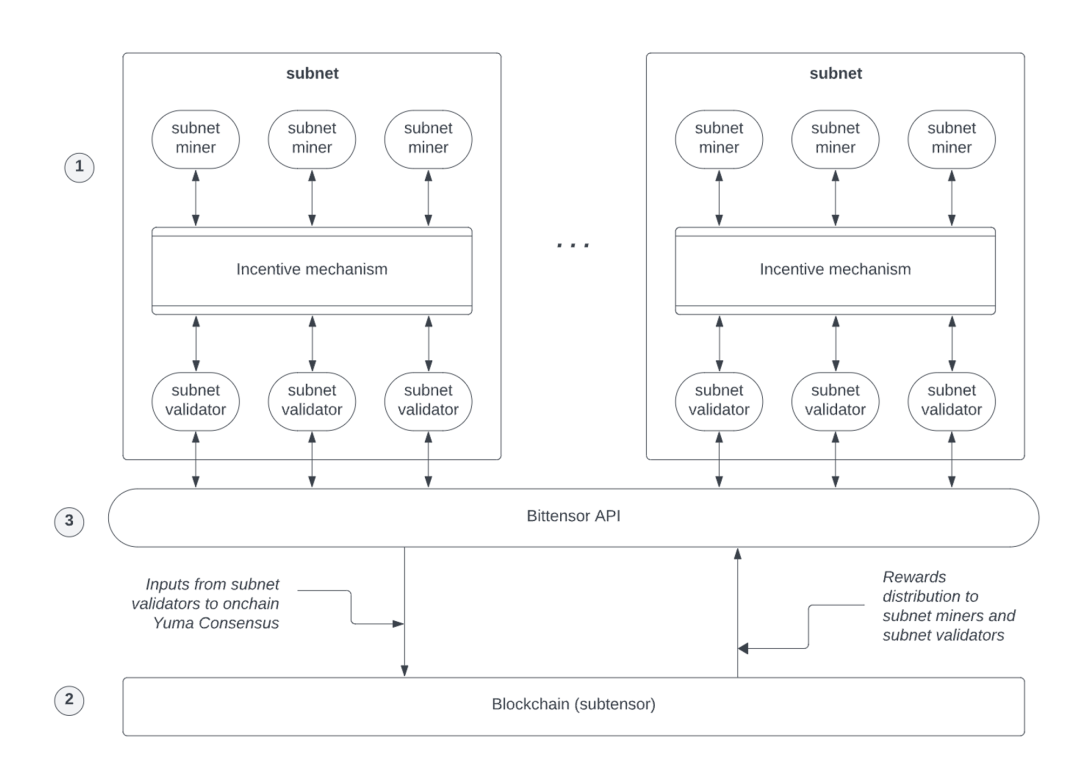 subnet
subnet
subnet
miner
subnet
miner
subnet
miner
subnet
miner
subnet
miner
subnet
miner
1
Incentive mechanism
...
Incentive mechanism
subnet
validator
subnet
validator
subnet
validator
subnet
validator
subnet
validator
subnet
validator
3
Bittensor API
Inputs from subnet
validators to onchain
Yuma Consensus
Rewards
distribution to
subnet miners and
subnet validators
2
Blockchain (subtensor)